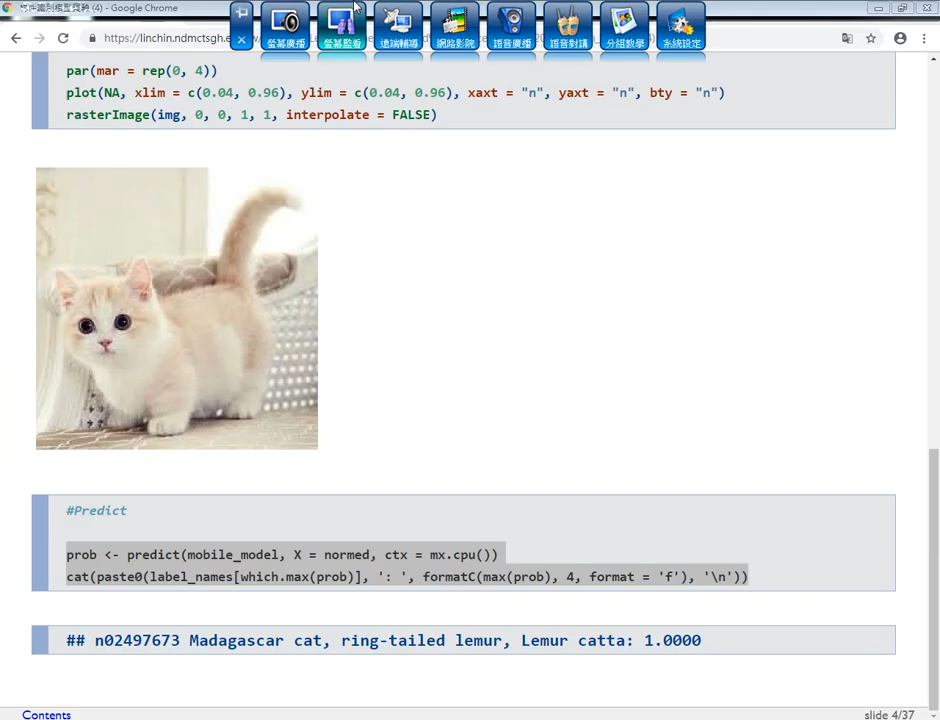 (4) - Google Chrome
螢幕廣播 螢幕監看 遠端輔導 網路影院 語音廣播 語音對講 分組教學 系統設定
https://linchin.ndmctsgh.e
par(mar = rep(0, 4))
plot(NA, xlim = c(0.04, 0.96), ylim = c(0.04, 0.96), xaxt = "n", yaxt = "n", bty = "n")
rasterImage(img, 0, 0, 1, 1, interpolate = FALSE)
#Predict
prob <- predict(mobile_model, X = normed, ctx = mx.cpu())
cat(paste0(label_names[which.max(prob)], ': ', formatC(max(prob), 4, format = 'f'), '\n'))
## n02497673 Madagascar cat, ring-tailed lemur, Lemur catta: 1.0000
Contents
slide 4/37